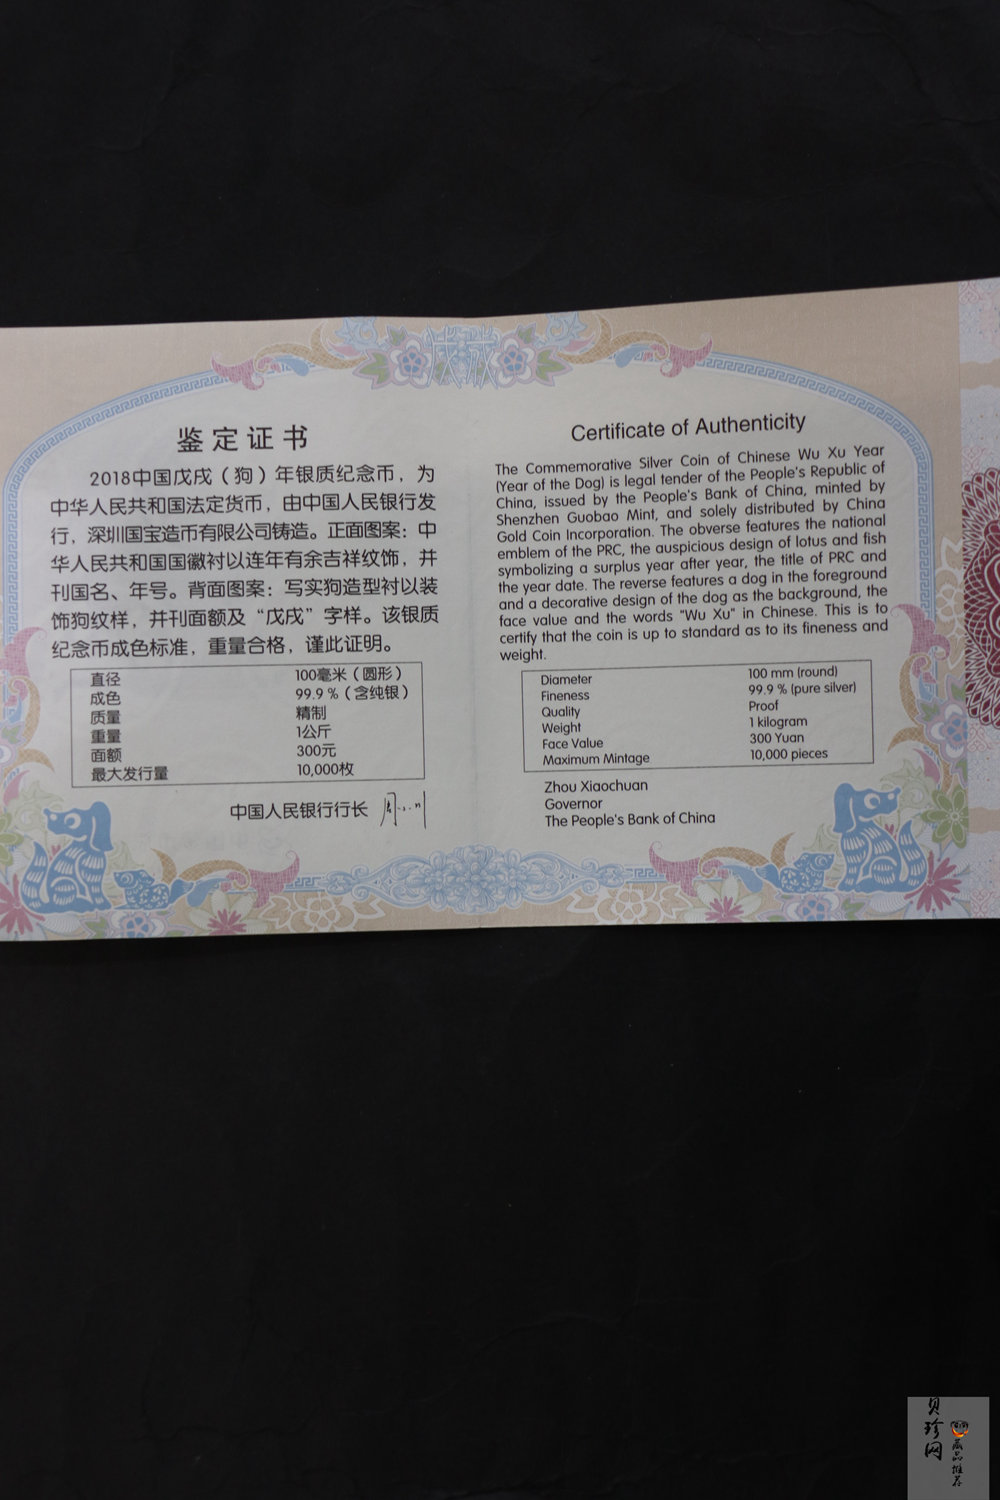 戊戌
鉴定证书
2018中国戊戌（狗）年银质纪念币，为
中华人民共和国法定货币，由中国人民银行发
行，深圳国宝造币有限公司铸造。正面图案：中
华人民共和国国徽衬以连年有余吉祥纹饰，并
刊国名、年号。背面图案：写实狗造型衬以装
饰狗纹样，并刊面额及“戊戌”字样。该银质
纪念币成色标准，重量合格，谨此证明。
直径 100毫米（圆形）
成色 99.9％（含纯银）
质量 精制
重量 1公斤
面额 300元
最大发行量 10,000枚
中国人民银行行长
Certificate of Authenticity
The Commemorative Silver Coin of Chinese Wu Xu Year
(Year of the Dog) is legal tender of the People's Republic of
China, issued by the People's Bank of China, minted by
Shenzhen Guobao Mint, and solely distributed by China
Gold Coin Incorporation. The obverse features the national
emblem of the PRC, the auspicious design of lotus and fish
symbolizing a surplus year after year, the title of PRC and
the year date. The reverse features a dog in the foreground
and a decorative design of the dog as the background, the
face value and the words "Wu Xu" in Chinese. This is to
certify that the coin is up to standard as to its fineness and
weight.
Diameter 100 mm (round)
Fineness 99.9 % (pure silver)
Quality Proof
Weight 1 kilogram
Face Value 300 Yuan
Maximum Mintage 10,000 pieces
Zhou Xiaochuan
Governor
The People's Bank of China
贝珍网
藏品推荐